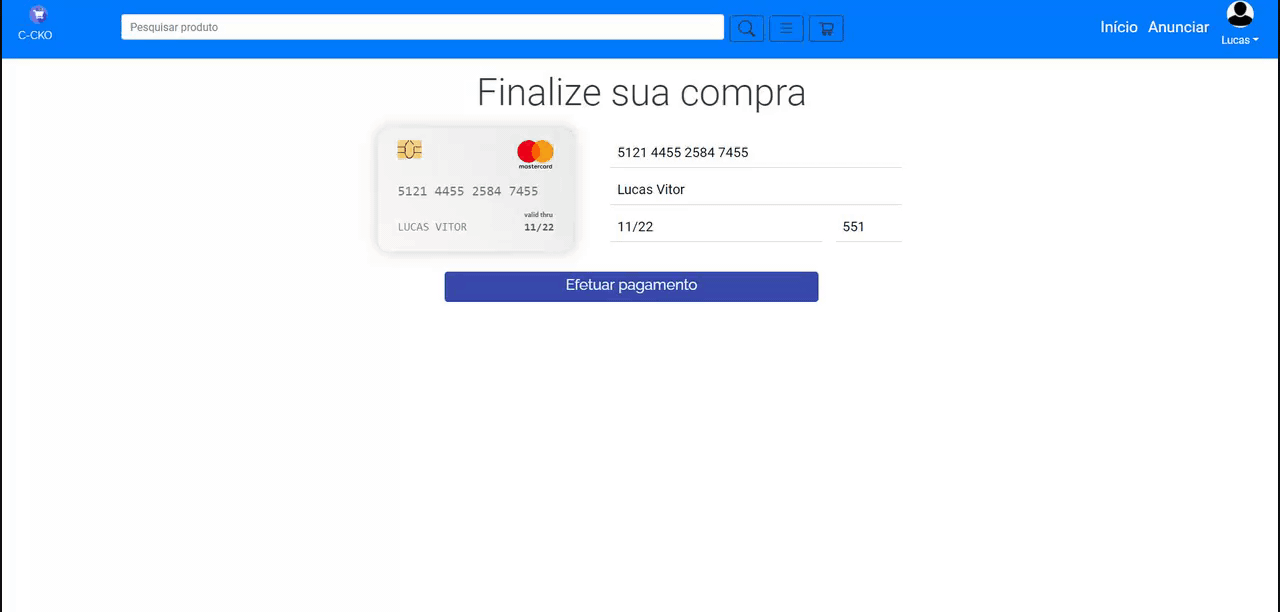 C-CKO
Pesquisar produto
Início Anunciar
Lucas
Finalize sua compra
mastercard
5121 4455 2584 7455
valid thru
LUCAS VITOR 11/22
5121 4455 2584 7455
Lucas Vitor
11/22 551
Efetuar pagamento